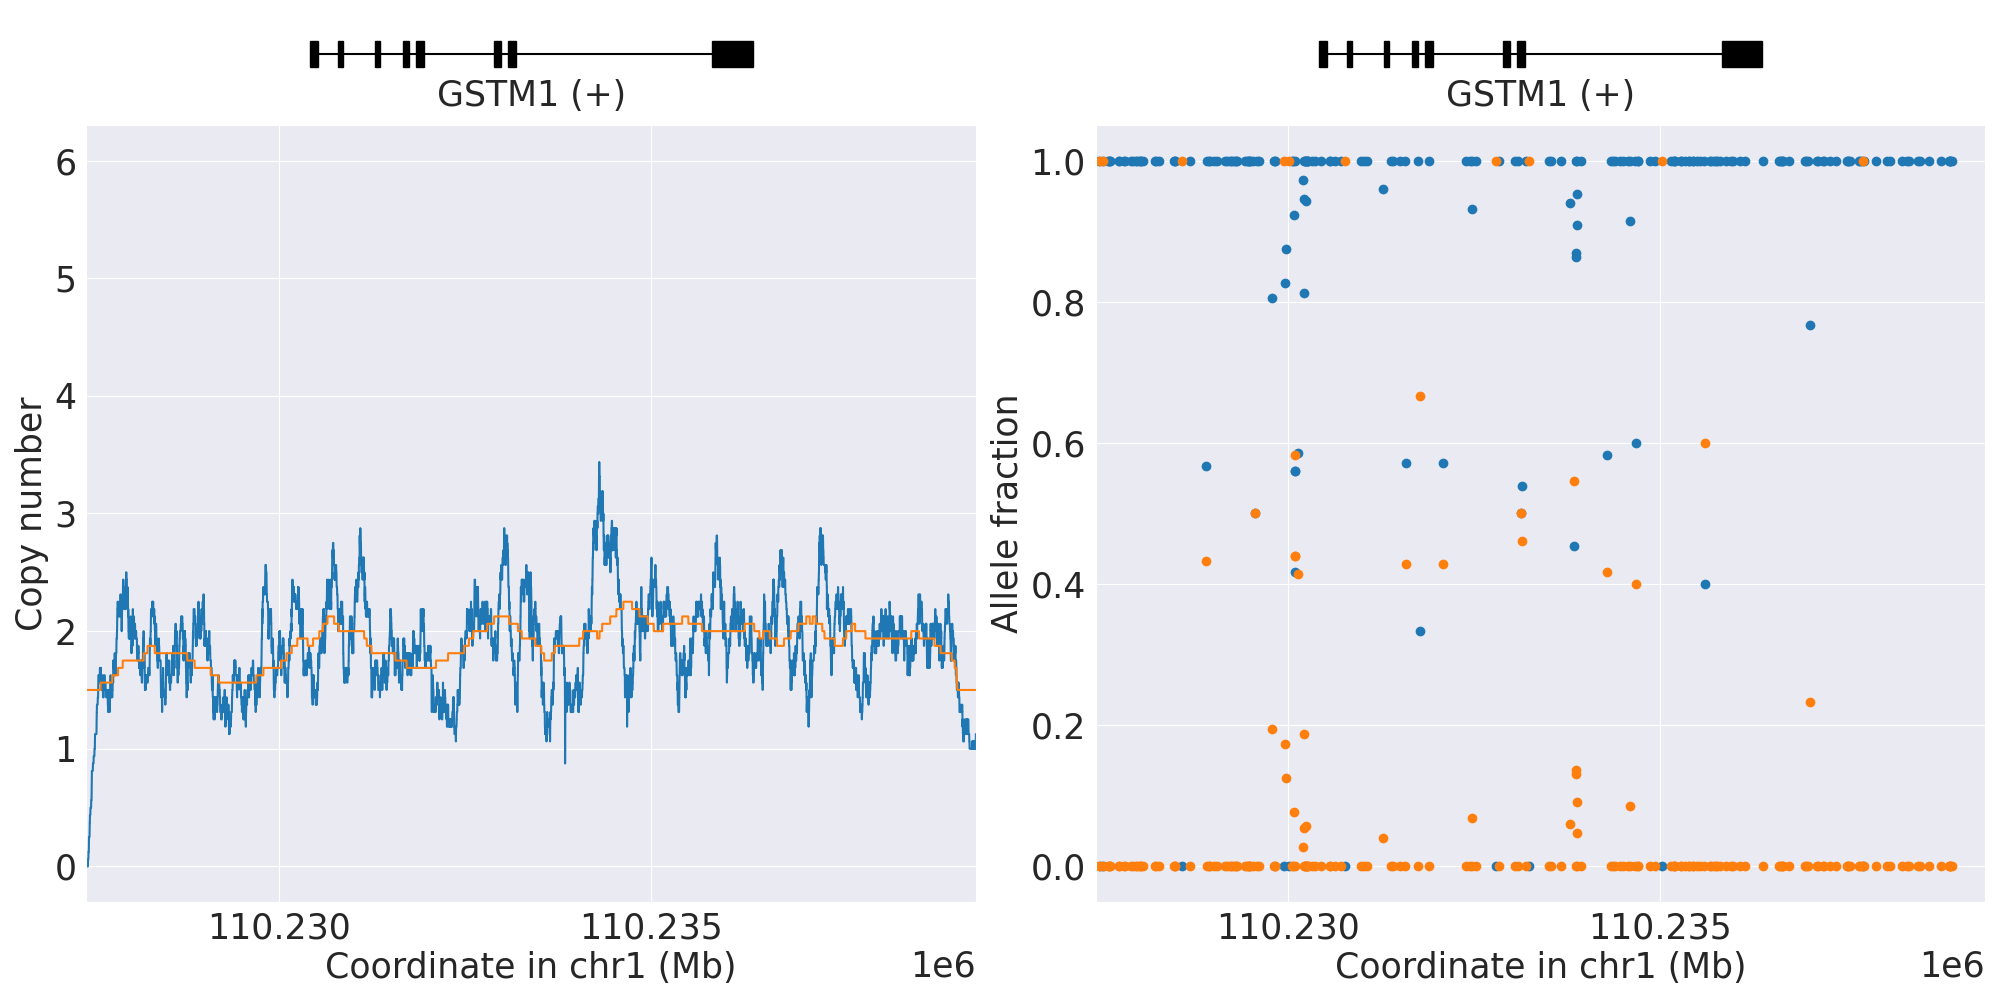 GSTM1 (+)
6
5
4
3
2
1
0
Copy number
110.230
110.235
Coordinate in chr1 (Mb)
1e6
GSTM1 (+)
1.0
0.8
0.6
0.4
0.2
0.0
Allele fraction
110.230
110.235
Coordinate in chr1 (Mb)
1e6